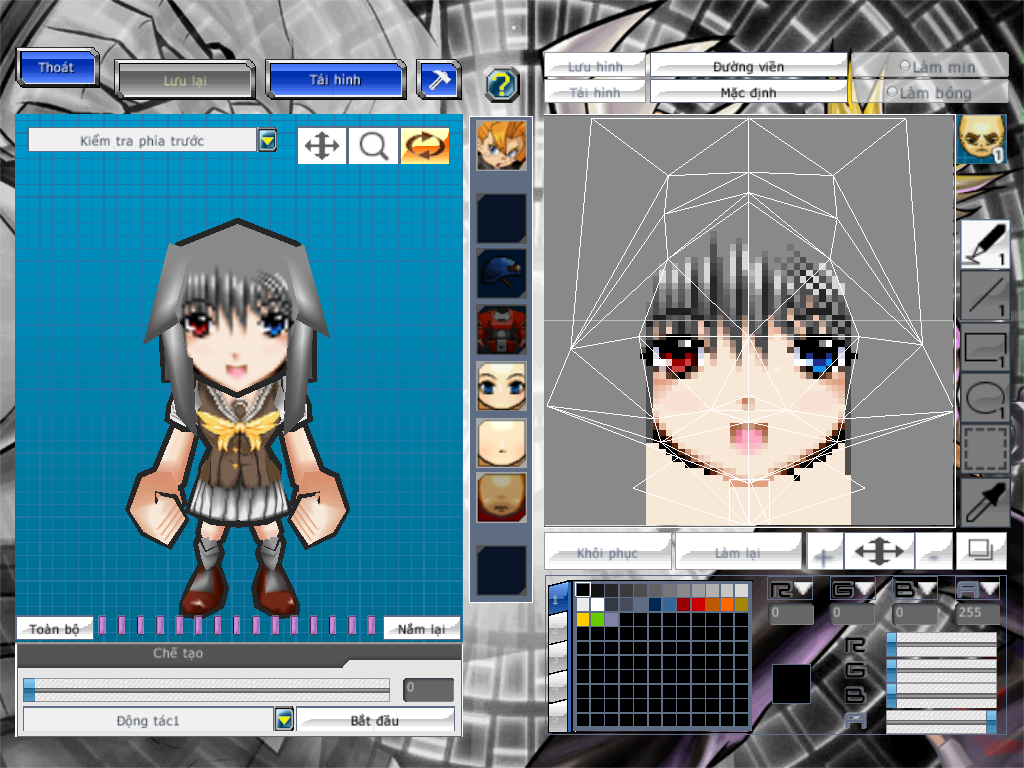 Thoát
Lưu lại
Tải hình
Lưu hình
Đường viền
Làm mịn
Tải hình
Mặc định
Làm bóng
Kiểm tra phía trước
1
1
1
1
1
Toàn bộ
Nắm lại
Khôi phục
Làm lại
+
-
Chế tạo
0
Động tác1
Bắt đầu
R
G
B
A
0
0
0
255
R
G
B
A